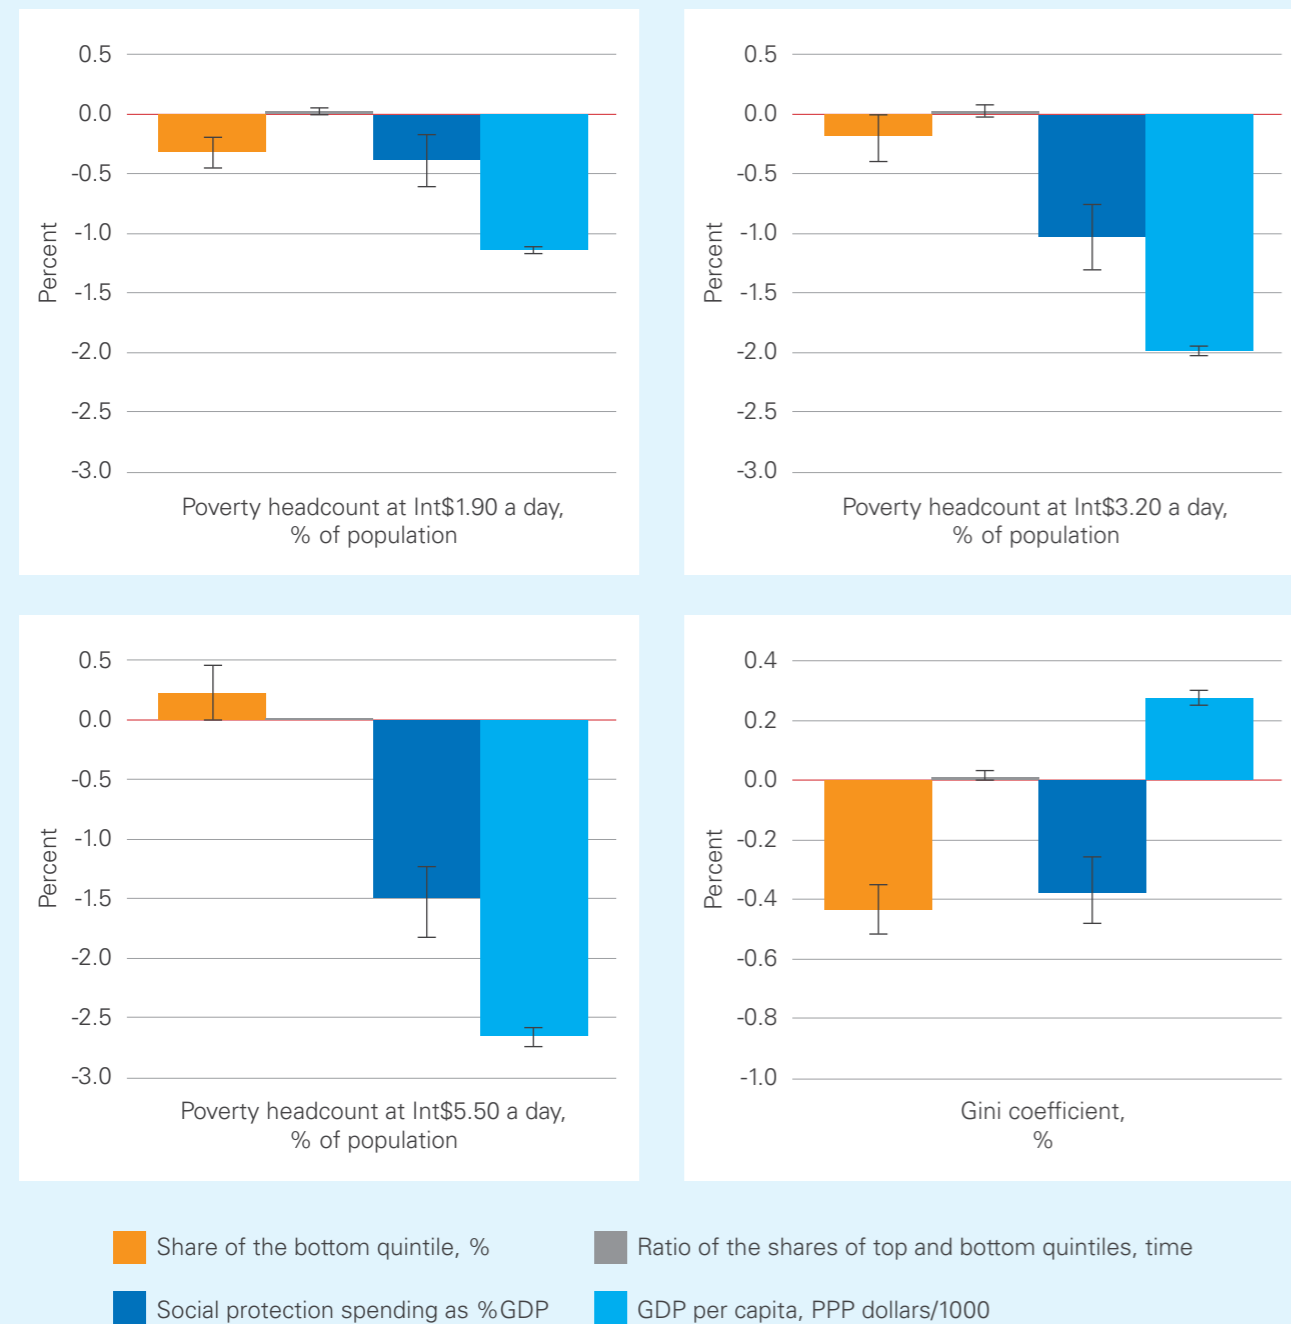 0.5
0.0
-0.5
-1.0
-1.5
-2.0
-2.5
-3.0
Percent
Poverty headcount at Int$1.90 a day,
% of population
0.5
0.0
-0.5
-1.0
-1.5
-2.0
-2.5
-3.0
Percent
Poverty headcount at Int$3.20 a day,
% of population
0.5
0.0
-0.5
-1.0
-1.5
-2.0
-2.5
-3.0
Percent
Poverty headcount at Int$5.50 a day,
% of population
0.4
0.2
0.0
-0.2
-0.4
-0.6
-0.8
-1.0
Percent
Gini coefficient,
%
Share of the bottom quintile, %
Ratio of the shares of top and bottom quintiles, time
Social protection spending as %GDP
GDP per capita, PPP dollars/1000